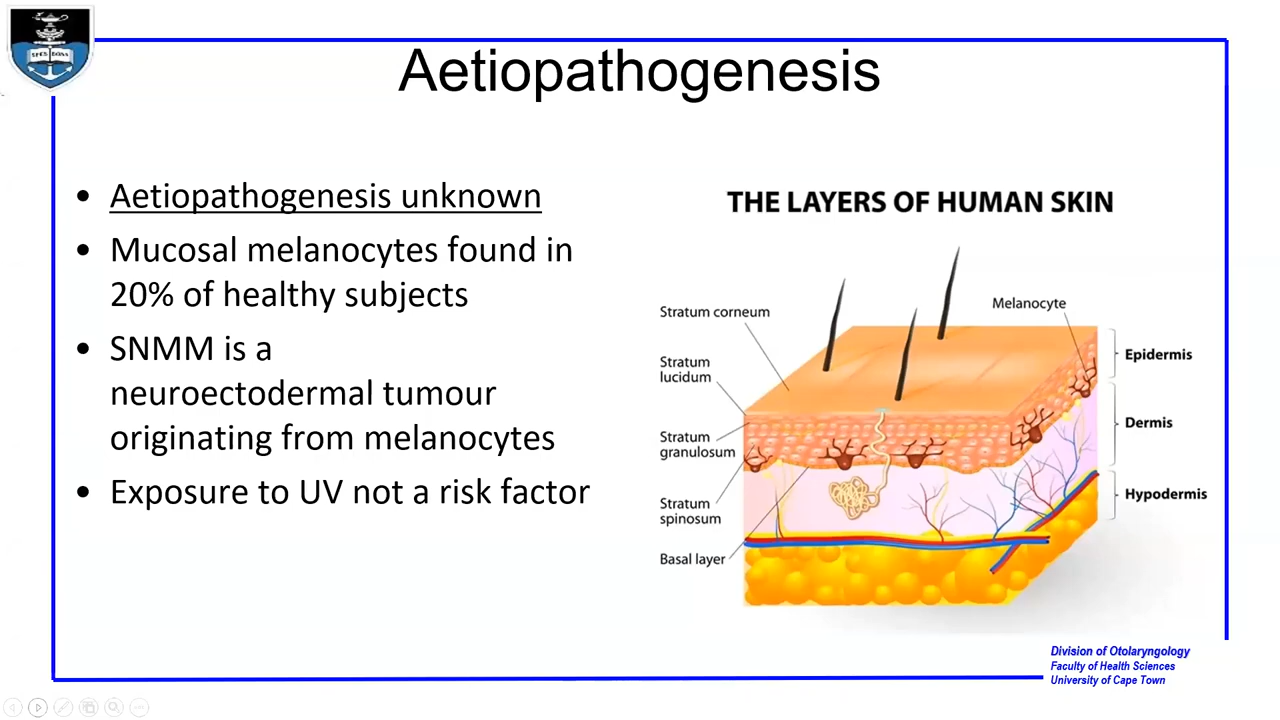 Aetiopathogenesis
• Aetiopathogenesis unknown
• Mucosal melanocytes found in
20% of healthy subjects
• SNMM is a
neuroectodermal tumour
originating from melanocytes
• Exposure to UV not a risk factor
THE LAYERS OF HUMAN SKIN
Stratum corneum
Melanocyte
Stratum
lucidum
Epidermis
Dermis
Stratum
granulosum
Hypodermis
Stratum
spinosum
Basal layer
Division of Otolaryngology
Faculty of Health Sciences
University of Cape Town
SPES BONA